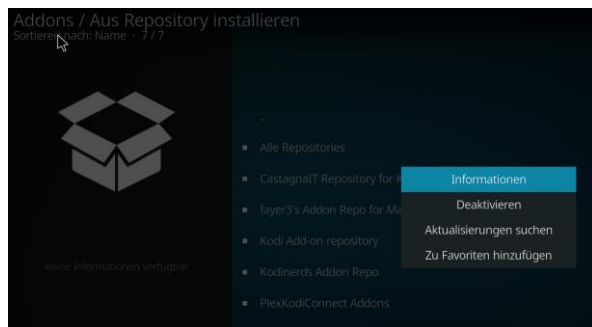 Addons / Aus Repository installieren
Sortieren nach: Name · 7 / 7
..
Alle Repositories
CastagnaIT Repository for K
fayer3's Addon Repo for Ma
Kodi Add-on repository
Kodinerds Addon Repo
PlexKodiConnect Addons
Keine Informationen verfügbar
Informationen
Deaktivieren
Aktualisierungen suchen
Zu Favoriten hinzufügen